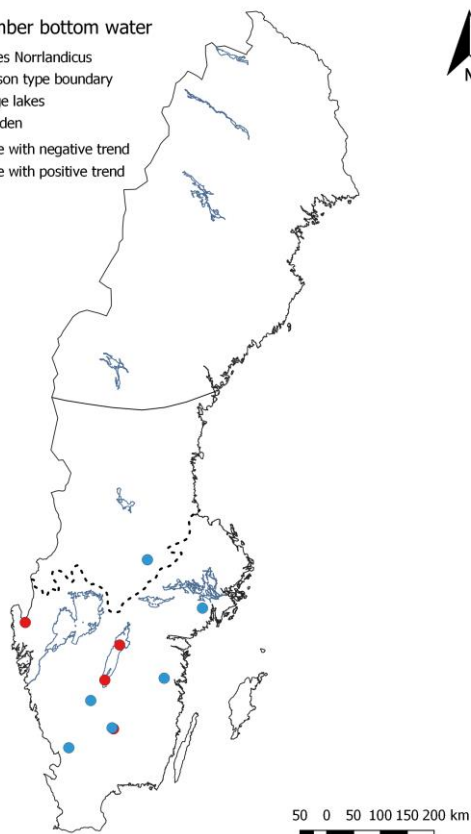 mber bottom water
es Norrlandicus
son type boundary
ge lakes
den
e with negative trend
e with positive trend
N
50 0 50 100 150 200 km